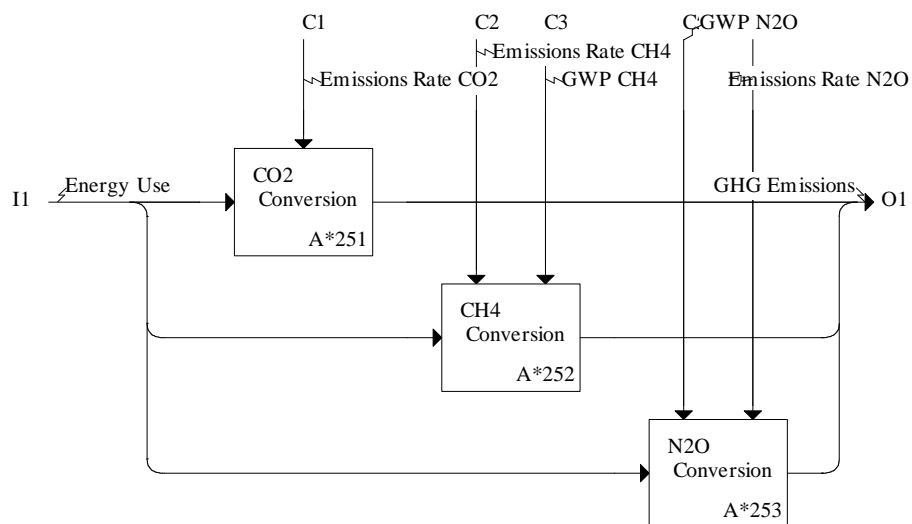 C1
C2
C3
GWP N2O
Emissions Rate CH4
Emissions Rate CO2
GWP CH4
Emissions Rate N2O
CO2
Conversion
A*251
I1
Energy Use
GHG Emissions
O1
CH4
Conversion
A*252
N2O
Conversion
A*253